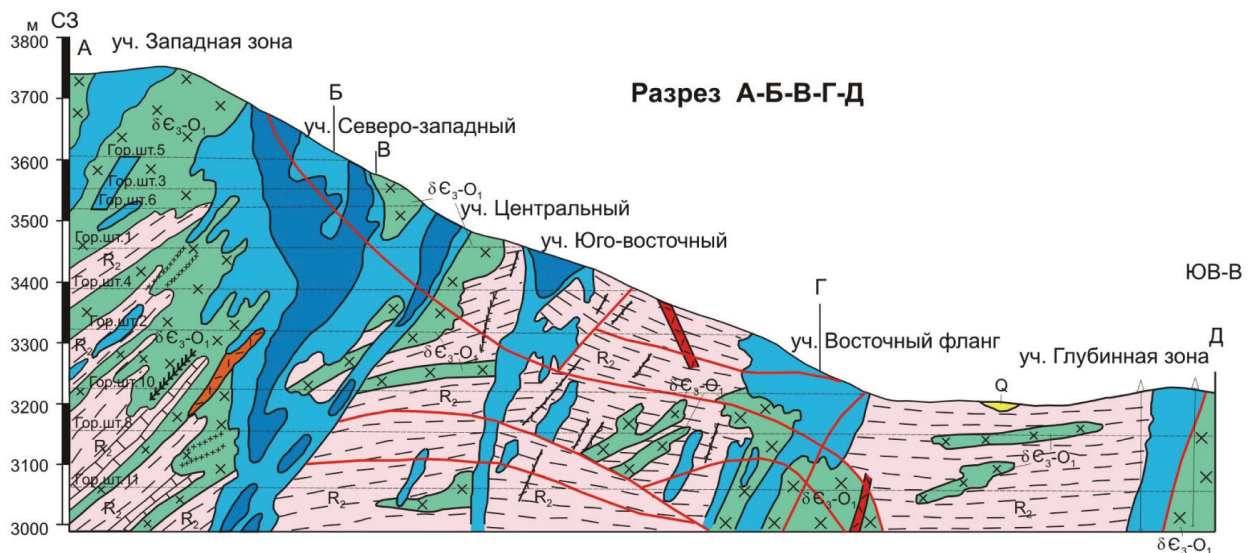 СЗ
м
3800
А
уч. Западная зона
Разрез А-Б-В-Г-Д
3700
Б
δЄ₃-О₁
уч. Северо-западный
В
Гор.шт.5
3600
Гор.шт.3
δЄ₃-О₁
Гор.шт.6
уч. Центральный
3500
Гор.шт.1
уч. Юго-восточный
R₂
Гор.шт.4
3400
ЮВ-В
Г
Гор.шт.2
δЄ₃-О₁
3300
R₂
δЄ₃-О₁
R₂
уч. Восточный фланг
уч. Глубинная зона
Д
Гор.шт.10
δЄ₃-О₁
Q
3200
R₂
Гор.шт.8
R₂
δЄ₃-О₁
3100
Гор.шт.11
R₂
R₂
δЄ₃-О₁
R₂
3000
δЄ₃-О₁